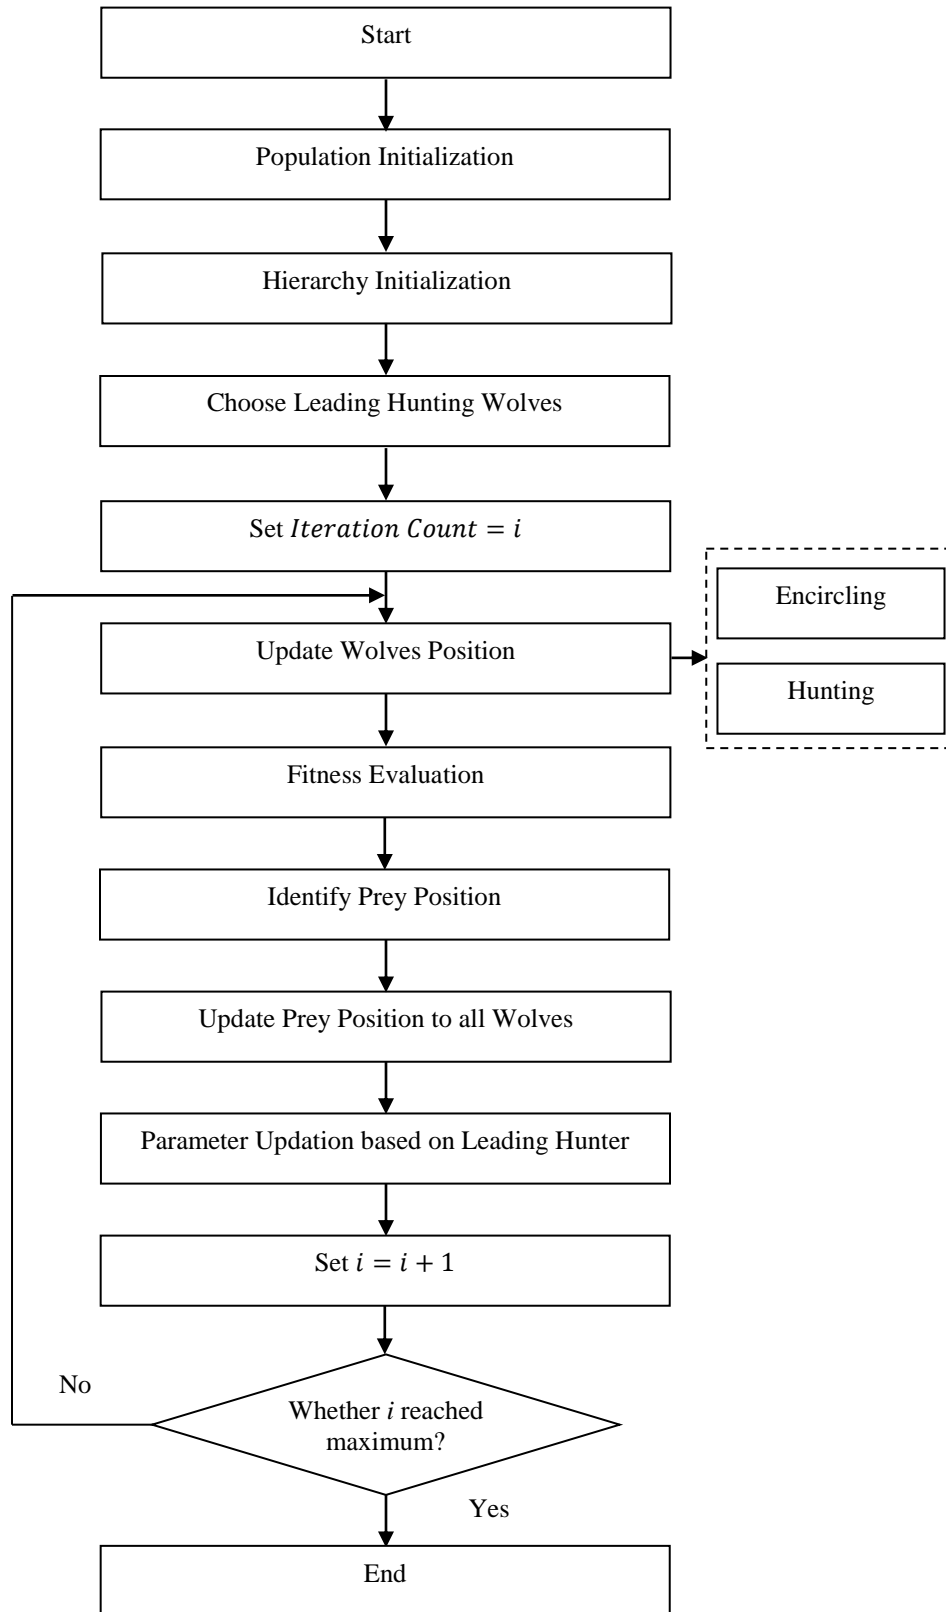 Start
Population Initialization
Hierarchy Initialization
Choose Leading Hunting Wolves
Set Iteration Count = i
Update Wolves Position
Encircling
Hunting
Fitness Evaluation
Identify Prey Position
Update Prey Position to all Wolves
Parameter Updation based on Leading Hunter
Set i = i + 1
Whether i reached
maximum?
No
Yes
End